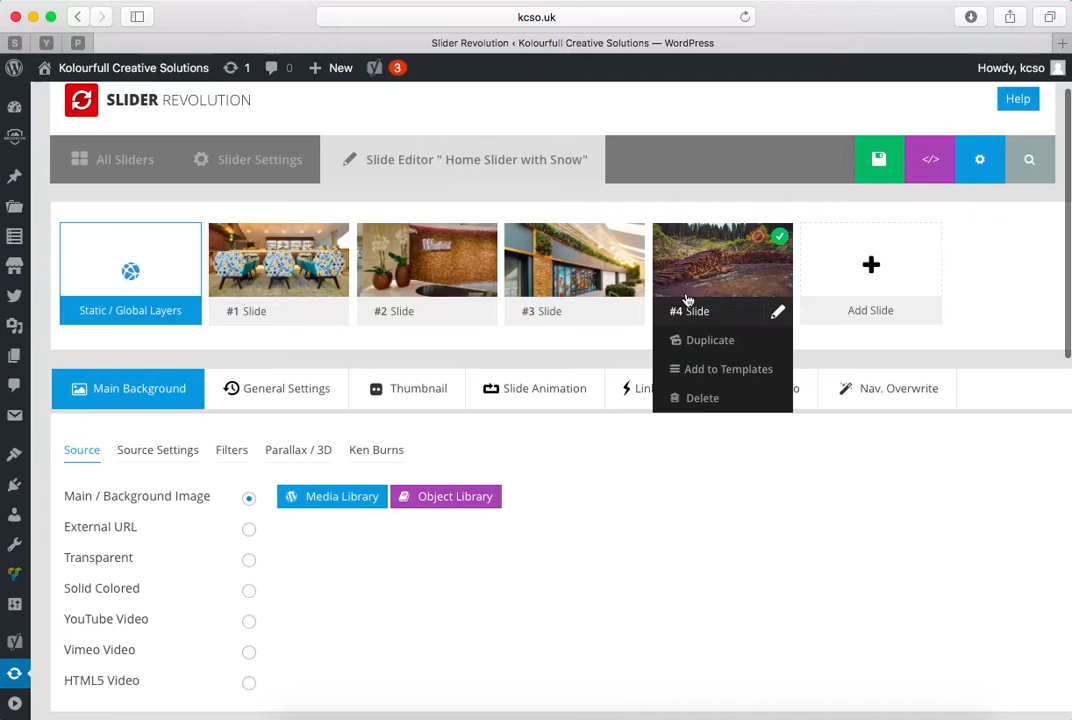 kcso.uk
S
Y
P
Slider Revolution ‹ Kolourfull Creative Solutions — WordPress
Kolourfull Creative Solutions
1
0
New
3
Howdy, kcso
SLIDER REVOLUTION
Help
All Sliders
Slider Settings
Slide Editor " Home Slider with Snow"
</>
Static / Global Layers
#1 Slide
#2 Slide
#3 Slide
#4 Slide
Add Slide
Duplicate
Add to Templates
Delete
Main Background
General Settings
Thumbnail
Slide Animation
Nav. Overwrite
Source
Source Settings
Filters
Parallax / 3D
Ken Burns
Main / Background Image
Media Library
Object Library
External URL
Transparent
Solid Colored
YouTube Video
Vimeo Video
HTML5 Video